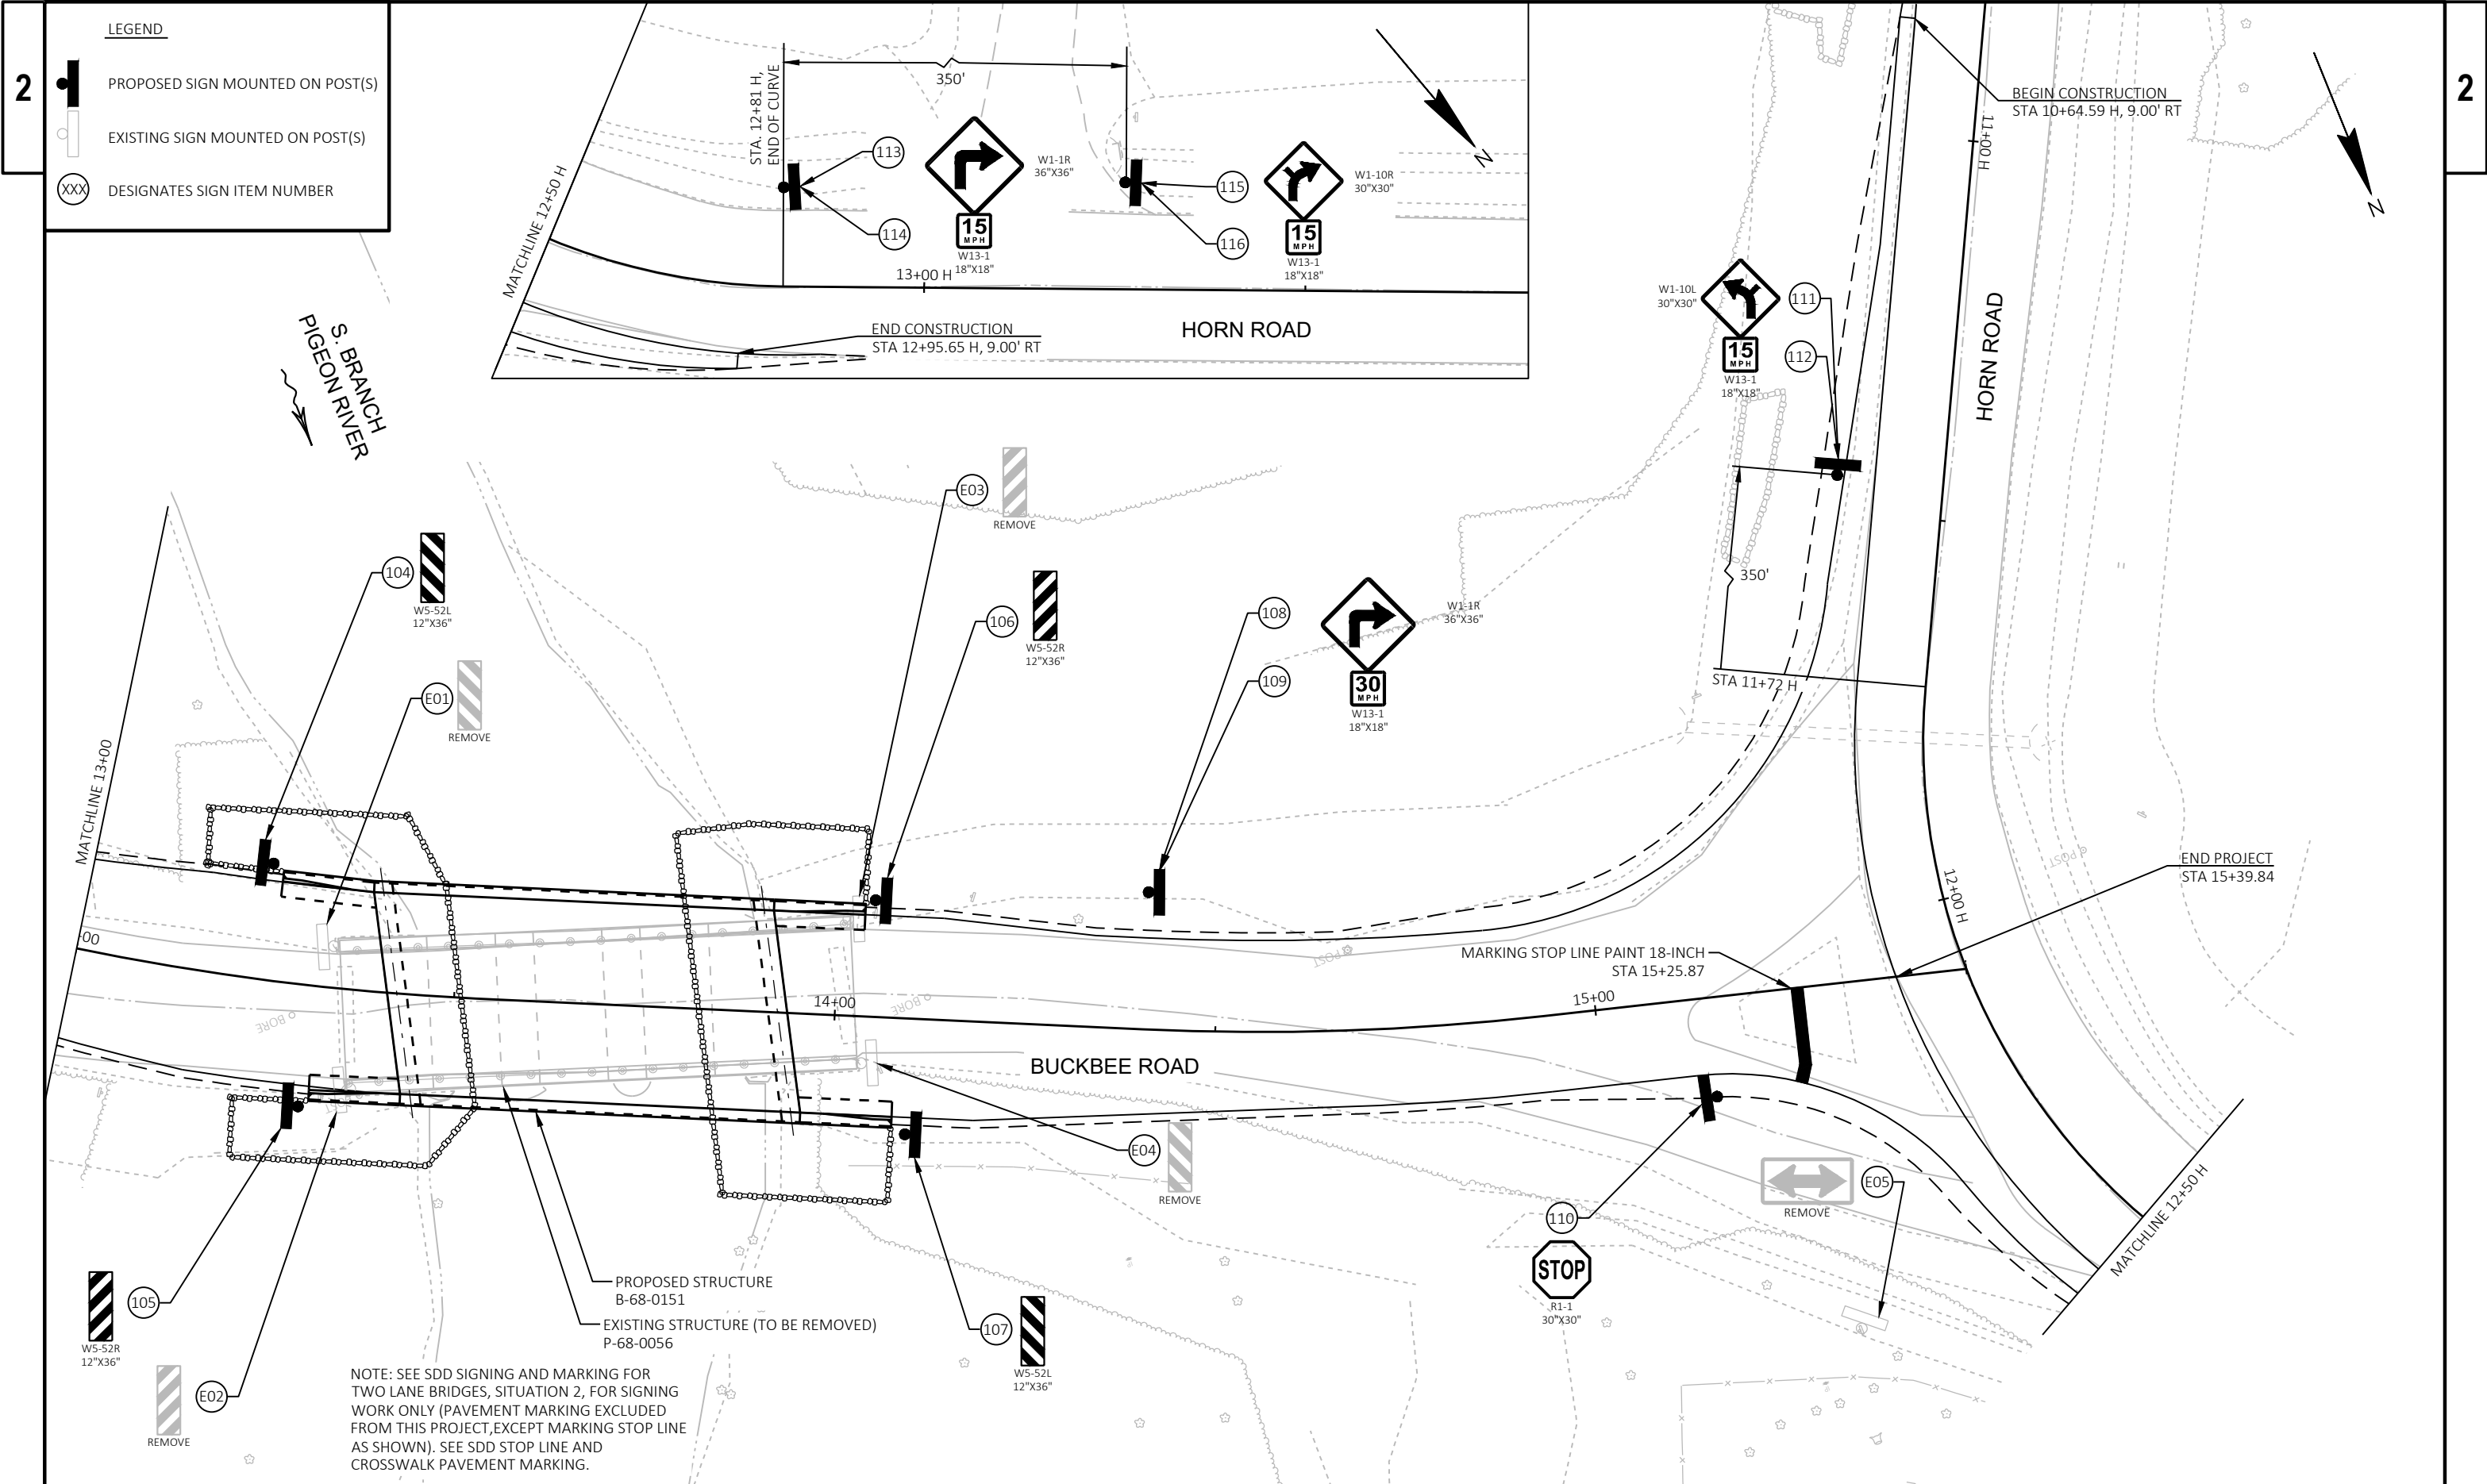 2
LEGEND
PROPOSED SIGN MOUNTED ON POST(S)
EXISTING SIGN MOUNTED ON POST(S)
XXX DESIGNATES SIGN ITEM NUMBER
2
MATCHLINE 12+50 H
STA. 12+81 H,
END OF CURVE
350'
113
114
W1-1R
36"X36"
15
MPH
W13-1
18"X18"
115
116
W1-10R
30"X30"
15
MPH
W13-1
18"X18"
N
13+00 H
END CONSTRUCTION
STA 12+95.65 H, 9.00' RT
HORN ROAD
BEGIN CONSTRUCTION
STA 10+64.59 H, 9.00' RT
11+00 H
N
HORN ROAD
W1-10L
30"X30"
111
15
MPH
112
W13-1
18"X18"
350'
STA 11+72 H
S. BRANCH
PIGEON RIVER
E03
REMOVE
104
W5-52L
12"X36"
E01
REMOVE
106
W5-52R
12"X36"
108
109
W1-1R
36"X36"
30
MPH
W13-1
18"X18"
MATCHLINE 13+00
+00
BORE
14+00
BORE
POST
BUCKBEE ROAD
15+00
MARKING STOP LINE PAINT 18-INCH
STA 15+25.87
POST
END PROJECT
STA 15+39.84
12+00 H
MATCHLINE 12+50 H
E04
REMOVE
E05
REMOVE
110
STOP
R1-1
30"X30"
105
W5-52R
12"X36"
E02
REMOVE
PROPOSED STRUCTURE
B-68-0151
EXISTING STRUCTURE (TO BE REMOVED)
P-68-0056
107
W5-52L
12"X36"
NOTE: SEE SDD SIGNING AND MARKING FOR
TWO LANE BRIDGES, SITUATION 2, FOR SIGNING
WORK ONLY (PAVEMENT MARKING EXCLUDED
FROM THIS PROJECT,EXCEPT MARKING STOP LINE
AS SHOWN). SEE SDD STOP LINE AND
CROSSWALK PAVEMENT MARKING.